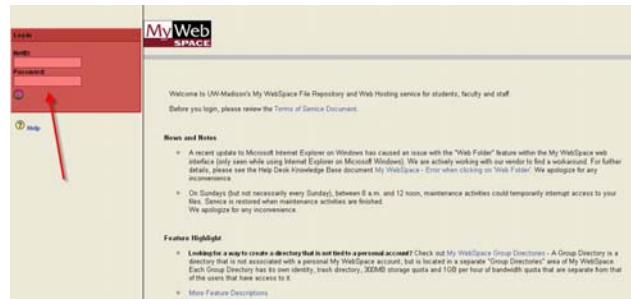 Login
NetID:
Password:
Help
My Web
SPACE
Welcome to UW-Madison's My WebSpace File Repository and Web Hosting service for students, faculty and staff.
Before you login, please review the Terms of Service Document.
News and Notes
A recent update to Microsoft Internet Explorer on Windows has caused an issue with the "Web Folder" feature within the My WebSpace web
interface (only seen while using Internet Explorer on Microsoft Windows). We are actively working with our vendor to find a workaround. For further
details, please see the Help Desk Knowledge Base document My WebSpace - Error when clicking on 'Web Folder'. We apologize for any
inconvenience.
On Sundays (but not necessarily every Sunday), between 8 a.m. and 12 noon, maintenance activities could temporarily interrupt access to your
files. Service is restored when maintenance activities are finished.
We apologize for any inconvenience.
Feature Highlight
Looking for a way to create a directory that is not tied to a personal account? Check out My WebSpace Group Directories - A Group Directory is a
directory that is not associated with a personal My WebSpace account, but is located in a separate "Group Directories" area of My WebSpace.
Each Group Directory has its own identity, trash directory, 300MB storage quota and 1GB per hour of bandwidth quota that are separate from that
of the users that have access to it.
More Feature Descriptions